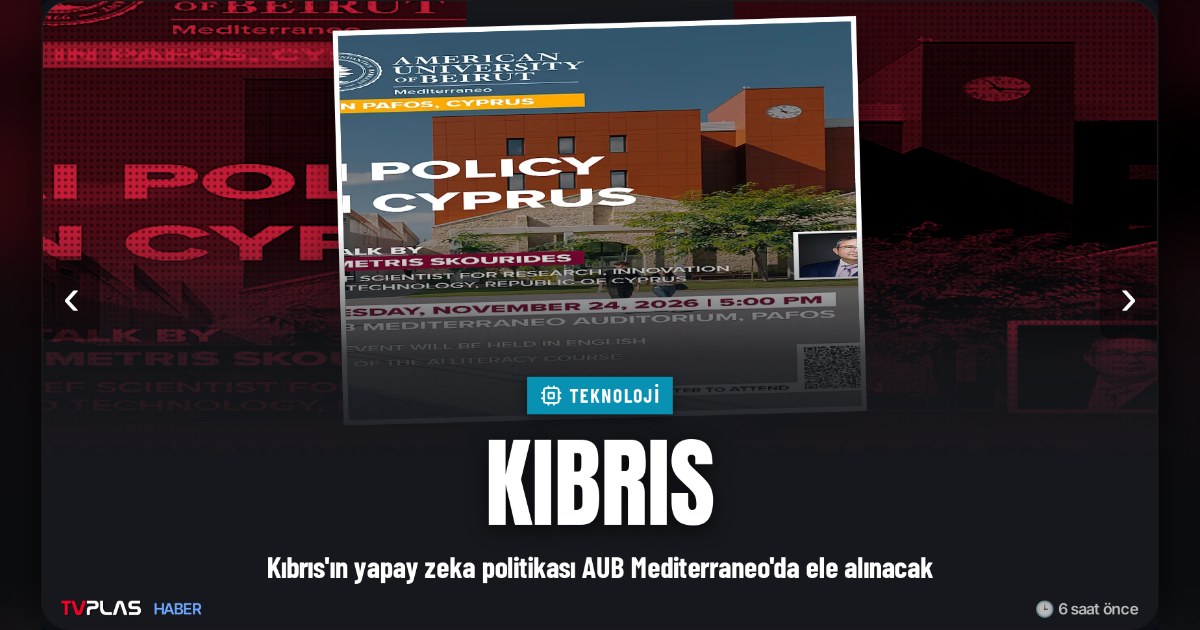 AMERICAN
UNIVERSITY
OF BEIRUT
Mediterraneo
N PAFOS, CYPRUS
I POLICY
N CYPRUS
ALK BY
METRIS SKOURIDES
F SCIENTIST FOR RESEARCH, INNOVATION
TECHNOLOGY, REPUBLIC OF CYPRUS
ESDAY, NOVEMBER 24, 2026 | 5:00 PM
B MEDITERRANEO AUDITORIUM, PAFOS
EVENT WILL BE HELD IN ENGLISH
OF THE AI LITERACY COURSE
TER TO ATTEND
TEKNOLOJİ
KIBRIS
Kıbrıs'ın yapay zeka politikası AUB Mediterraneo'da ele alınacak
TVPLAS HABER
6 saat önce